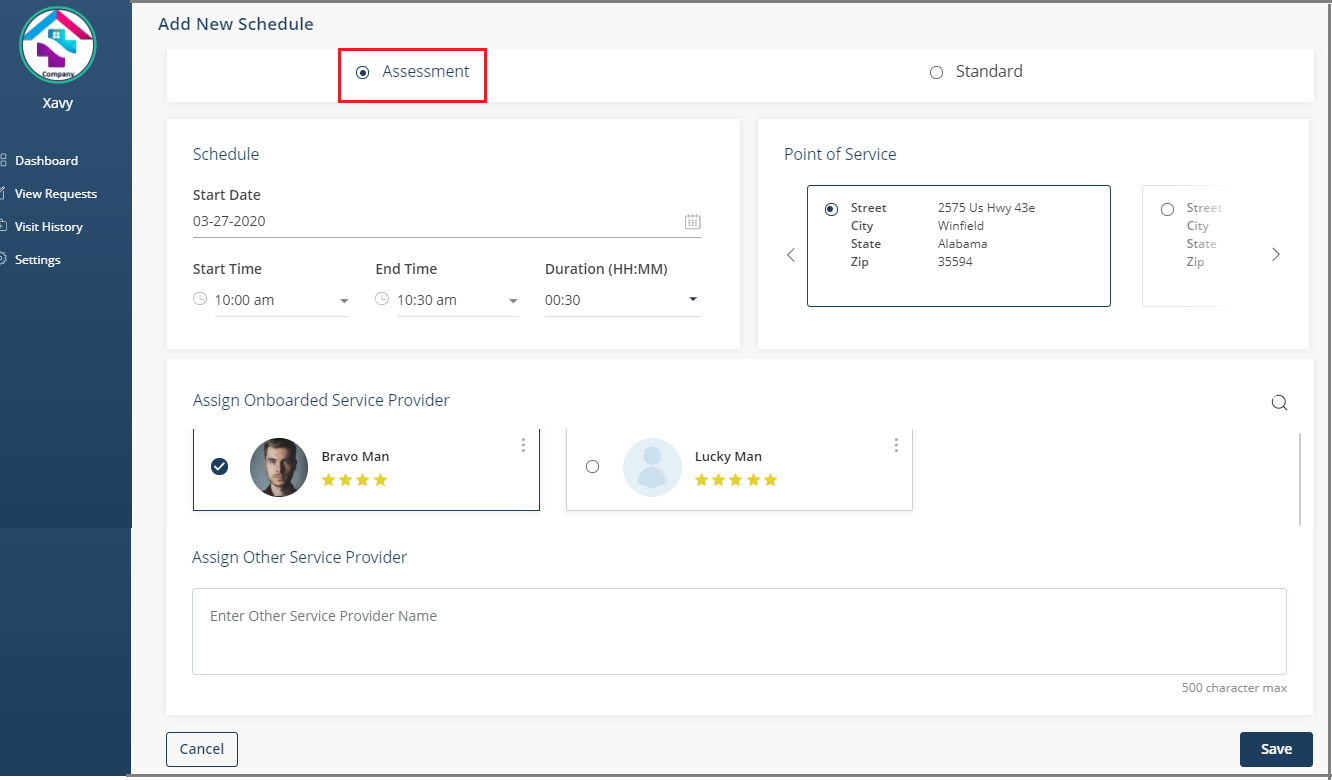 Company
Xavy
Dashboard
View Requests
Visit History
Settings
Add New Schedule
Assessment
Standard
Schedule
Start Date
03-27-2020
Start Time End Time Duration (HH:MM)
10:00 am 10:30 am 00:30
Point of Service
Street 2575 Us Hwy 43e
City Winfield
State Alabama
Zip 35594
Street
City
State
Zip
Assign Onboarded Service Provider
Bravo Man
Lucky Man
Assign Other Service Provider
Enter Other Service Provider Name
500 character max
Cancel
Save